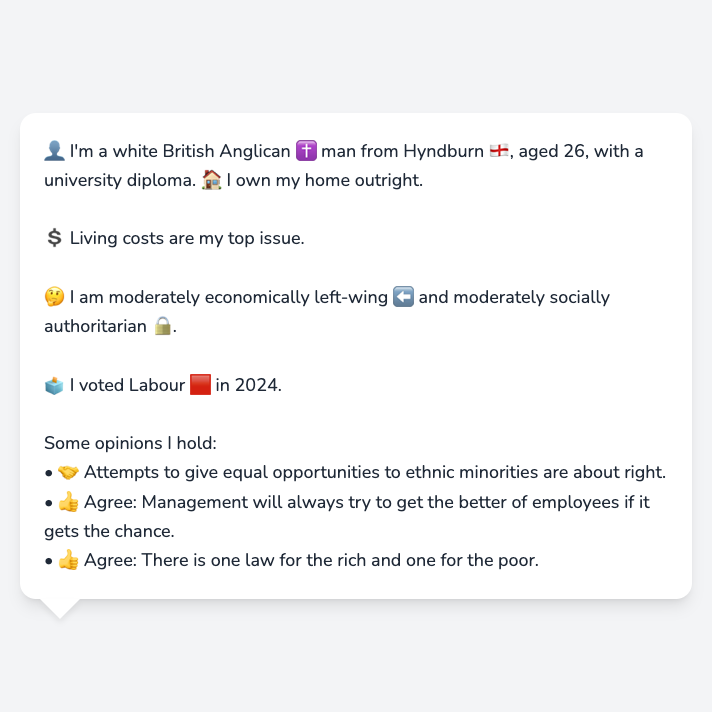 👤 I'm a white British Anglican ✝️ man from Hyndburn 🏴󠁧󠁢󠁥󠁮󠁧󠁿, aged 26, with a
university diploma. 🏠 I own my home outright.
💲 Living costs are my top issue.
🤔 I am moderately economically left-wing ⬅️ and moderately socially
authoritarian 🔒.
🗳️ I voted Labour 🟥 in 2024.
Some opinions I hold:
• 🤝 Attempts to give equal opportunities to ethnic minorities are about right.
• 👍 Agree: Management will always try to get the better of employees if it
gets the chance.
• 👍 Agree: There is one law for the rich and one for the poor.